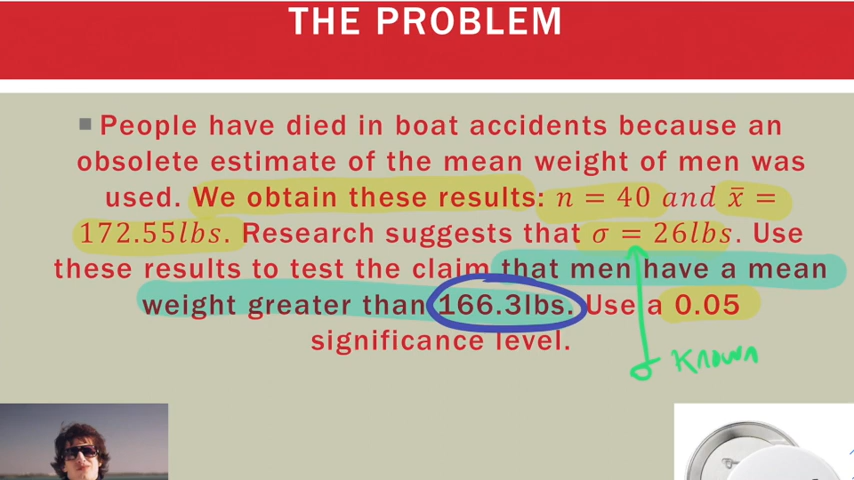 THE PROBLEM
People have died in boat accidents because an
obsolete estimate of the mean weight of men was
used. We obtain these results: n = 40 and x̄ =
172.55lbs. Research suggests that σ = 26lbs. Use
these results to test the claim that men have a mean
weight greater than 166.3lbs. Use a 0.05
significance level.
σ KNOWN